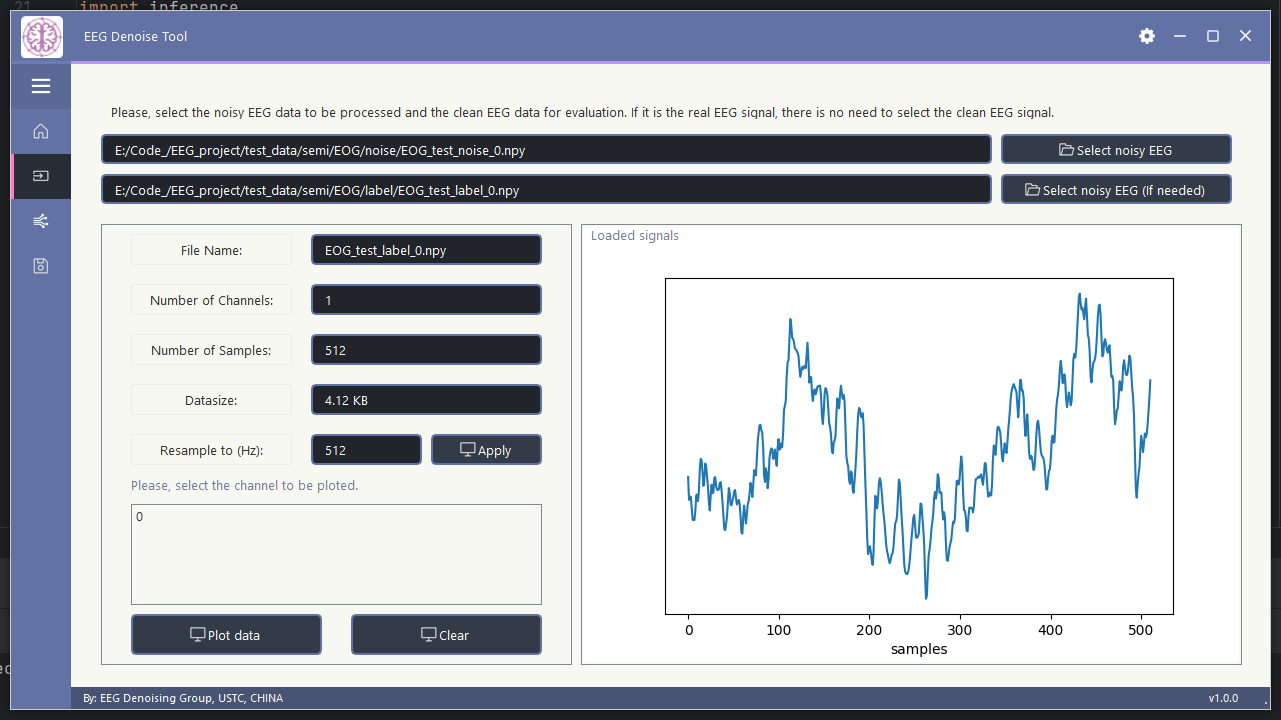 21 import inference
EEG Denoise Tool
Please, select the noisy EEG data to be processed and the clean EEG data for evaluation. If it is the real EEG signal, there is no need to select the clean EEG signal.
E:/Code_/EEG_project/test_data/semi/EOG/noise/EOG_test_noise_0.npy
Select noisy EEG
E:/Code_/EEG_project/test_data/semi/EOG/label/EOG_test_label_0.npy
Select noisy EEG (If needed)
File Name:
EOG_test_label_0.npy
Number of Channels:
1
Number of Samples:
512
Datasize:
4.12 KB
Resample to (Hz):
512
Apply
Please, select the channel to be ploted.
0
Plot data
Clear
Loaded signals
0 100 200 300 400 500
samples
By: EEG Denoising Group, USTC, CHINA
v1.0.0